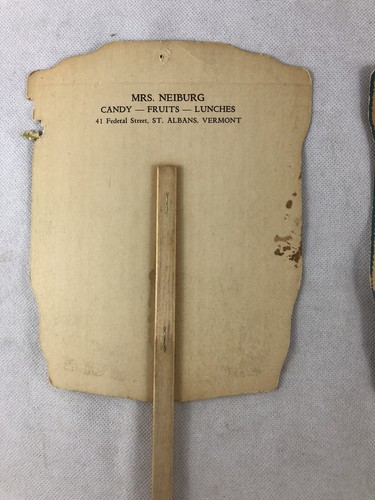 MRS. NEIBURG
CANDY — FRUITS — LUNCHES
41 Federal Street, ST. ALBANS, VERMONT